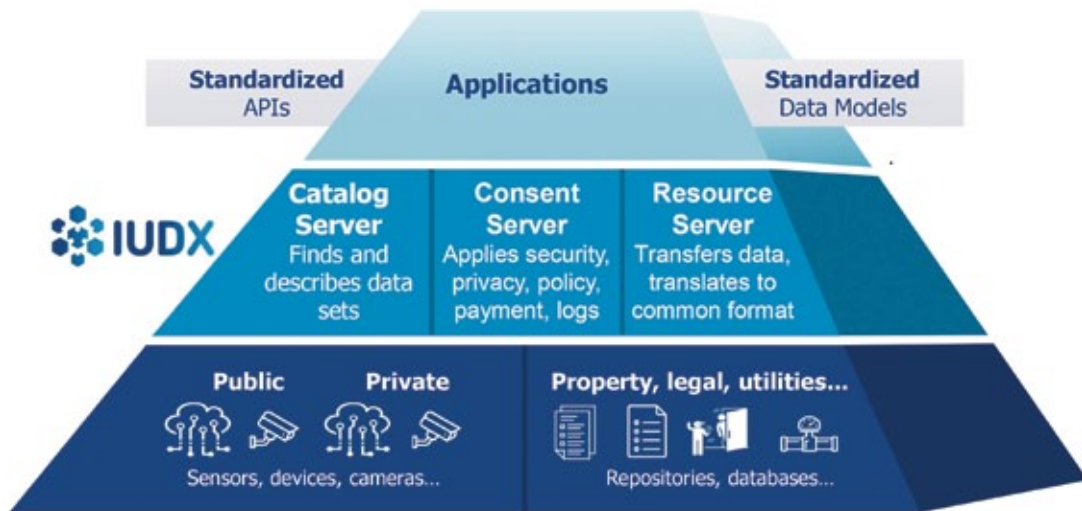 Standardized
APIs
Applications
Standardized
Data Models
IUDX
Catalog
Server
Finds and
describes data
sets
Consent
Server
Applies security,
privacy, policy,
payment, logs
Resource
Server
Transfers data,
translates to
common format
Public
Private
Sensors, devices, cameras...
Property, legal, utilities...
Repositories, databases...